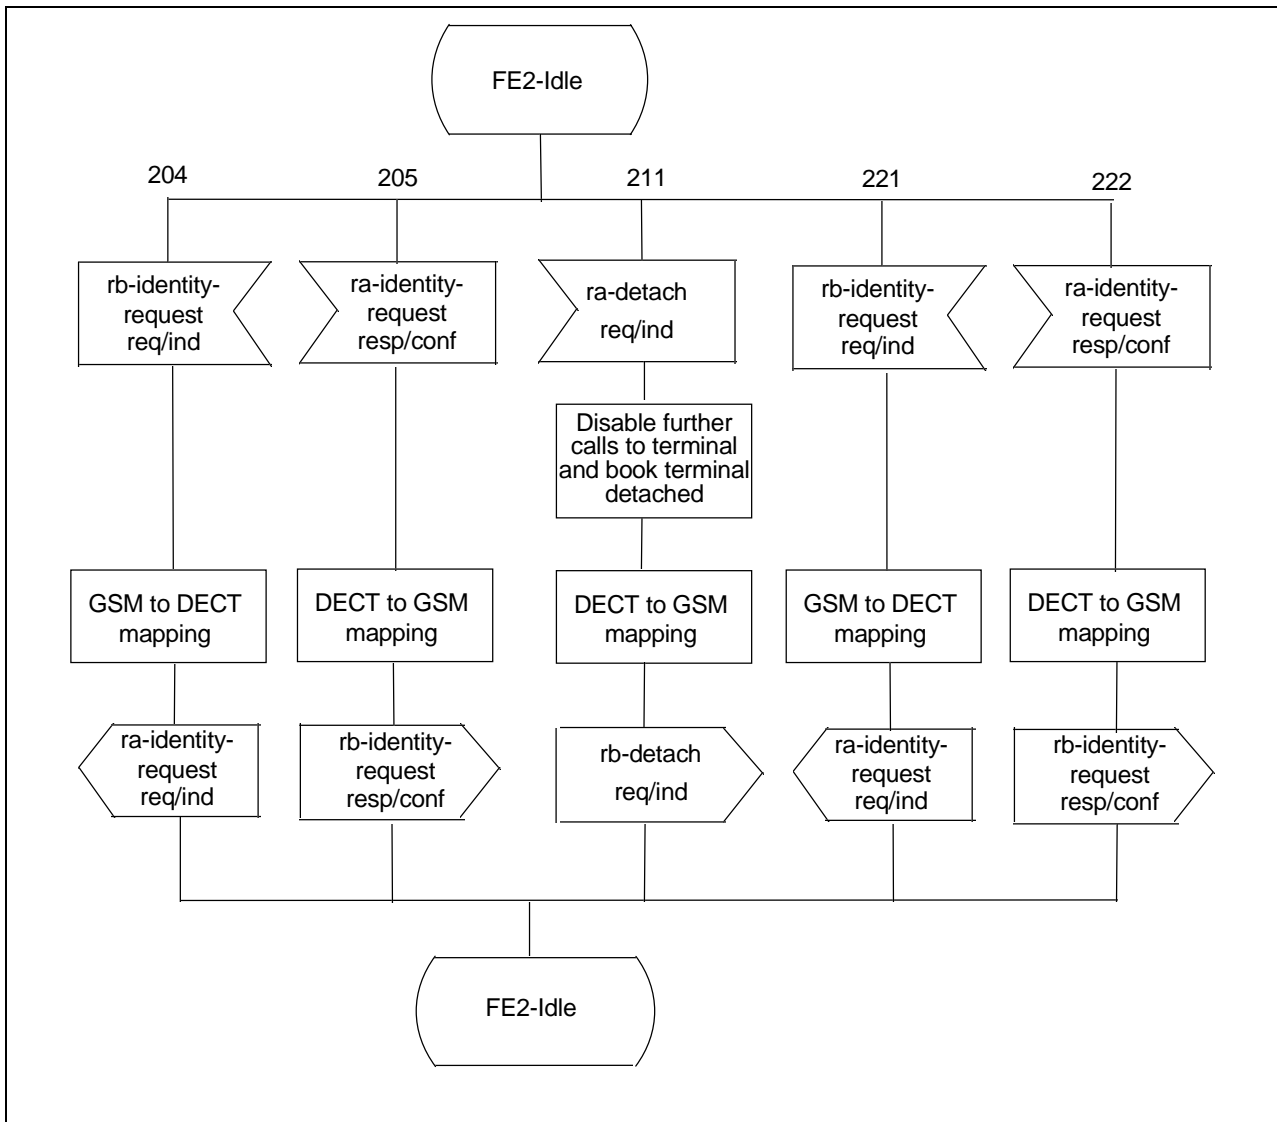 FE2-Idle
204
205
211
221
222
rb-identity-
request
req/ind
ra-identity-
request
resp/conf
ra-detach
req/ind
rb-identity-
request
req/ind
ra-identity-
request
resp/conf
Disable further
calls to terminal
and book terminal
detached
GSM to DECT
mapping
DECT to GSM
mapping
DECT to GSM
mapping
GSM to DECT
mapping
DECT to GSM
mapping
ra-identity-
request
req/ind
rb-identity-
request
resp/conf
rb-detach
req/ind
ra-identity-
request
req/ind
rb-identity-
request
resp/conf
FE2-Idle